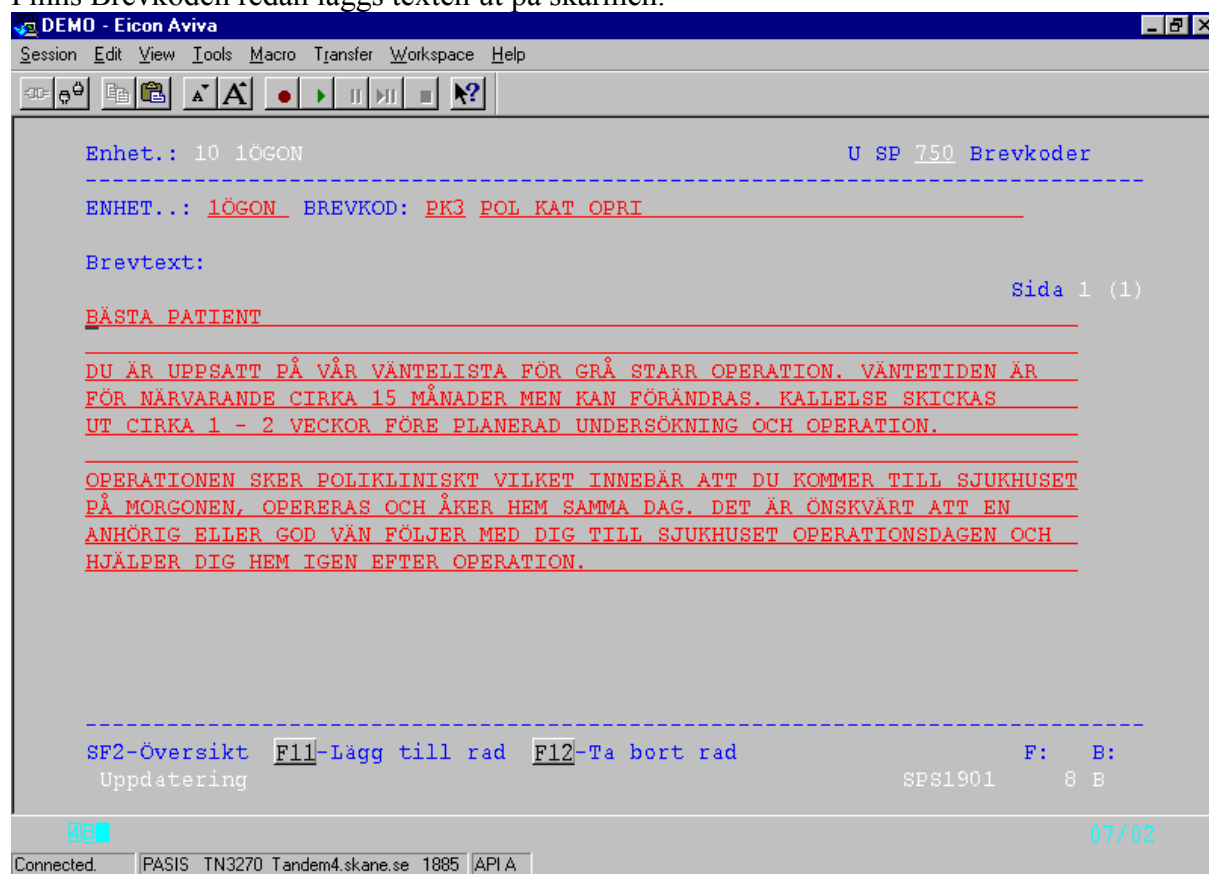 Finns Brevkoden redan läggs texten ut på skärmen.
DEMO - Eicon Aviva
Session Edit View Tools Macro Transfer Workspace Help
Enhet.: 10 1ÖGON U SP 750 Brevkoder
ENHET..: 1ÖGON BREVKOD: PK3 POL KAT OPRI
Brevtext:
Sida 1 (1)
BÄSTA PATIENT
DU ÄR UPPSATT PÅ VÅR VÄNTELISTA FÖR GRÅ STARR OPERATION. VÄNTETIDEN ÄR
FÖR NÄRVARANDE CIRKA 15 MÅNADER MEN KAN FÖRÄNDRAS. KALLELSE SKICKAS
UT CIRKA 1 - 2 VECKOR FÖRE PLANERAD UNDERSÖKNING OCH OPERATION.
OPERATIONEN SKER POLIKLINISKT VILKET INNEBÄR ATT DU KOMMER TILL SJUKHUSET
PÅ MORGONEN, OPERERAS OCH ÅKER HEM SAMMA DAG. DET ÄR ÖNSKVÄRT ATT EN
ANHÖRIG ELLER GOD VÄN FÖLJER MED DIG TILL SJUKHUSET OPERATIONSDAGEN OCH
HJÄLPER DIG HEM IGEN EFTER OPERATION.
SF2-Översikt F11-Lägg till rad F12-Ta bort rad F: B:
Uppdatering SPS1901 8 B
4B 07/02
Connected. PASIS TN3270 Tandem4.skane.se 1885 API A